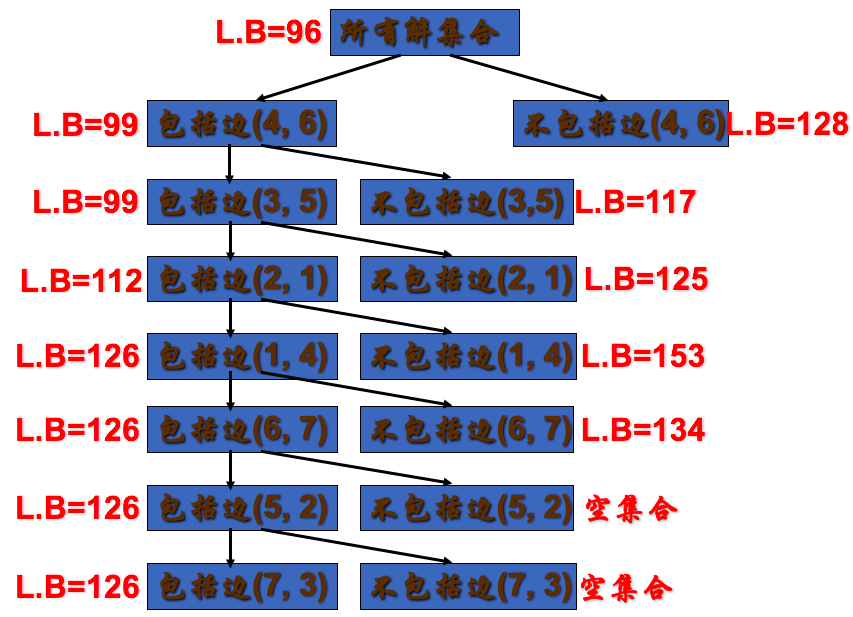 L.B=96 所有解集合
L.B=99 包括边(4, 6) 不包括边(4, 6) L.B=128
L.B=99 包括边(3, 5) 不包括边(3,5) L.B=117
L.B=112 包括边(2, 1) 不包括边(2, 1) L.B=125
L.B=126 包括边(1, 4) 不包括边(1, 4) L.B=153
L.B=126 包括边(6, 7) 不包括边(6, 7) L.B=134
L.B=126 包括边(5, 2) 不包括边(5, 2) 空集合
L.B=126 包括边(7, 3) 不包括边(7, 3) 空集合